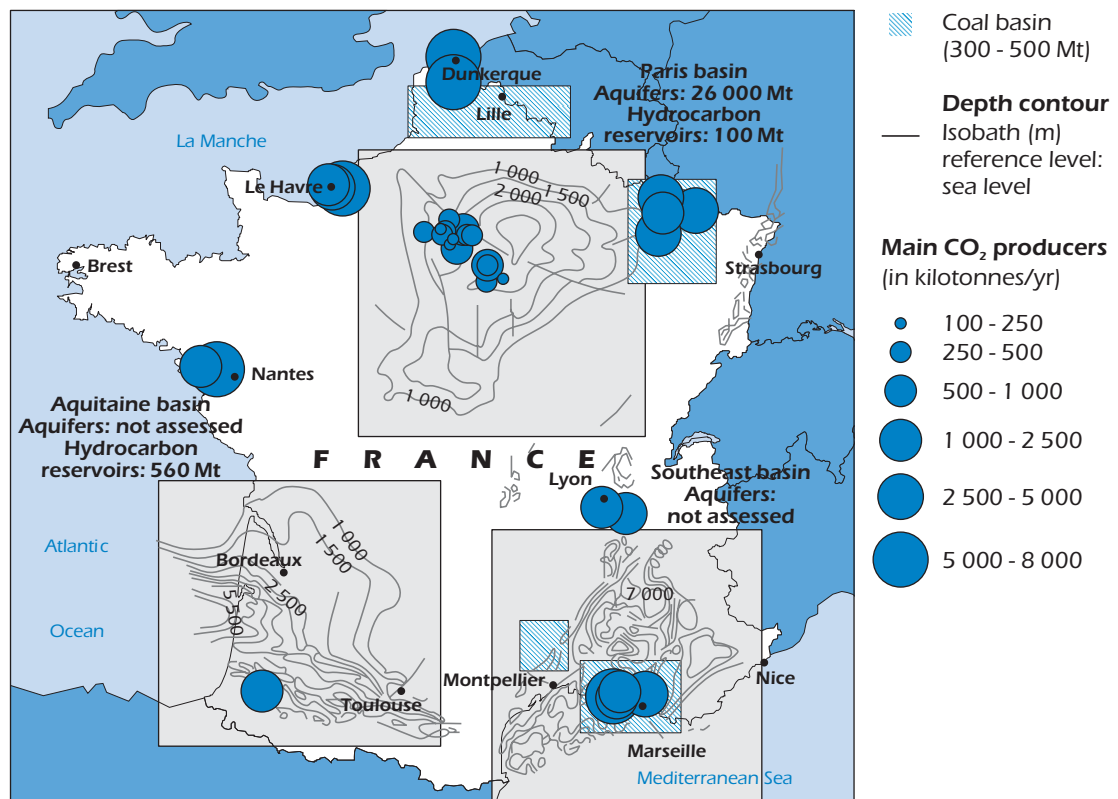 Dunkerque
Lille
Paris basin
Aquifers: 26 000 Mt
Hydrocarbon
reservoirs: 100 Mt
La Manche
Le Havre
1 000
1 500
2 000
Brest
Strasbourg
Nantes
1 000
Aquitaine basin
Aquifers: not assessed
Hydrocarbon
reservoirs: 560 Mt
FRANCE
Lyon
Southeast basin
Aquifers:
not assessed
Atlantic
Ocean
1 000
1 500
Bordeaux
2 500
5 500
7 000
Toulouse
Montpellier
Nice
Marseille
Mediterranean Sea
Coal basin
(300 - 500 Mt)
Depth contour
Isobath (m)
reference level:
sea level
Main CO₂ producers
(in kilotonnes/yr)
100 - 250
250 - 500
500 - 1 000
1 000 - 2 500
2 500 - 5 000
5 000 - 8 000